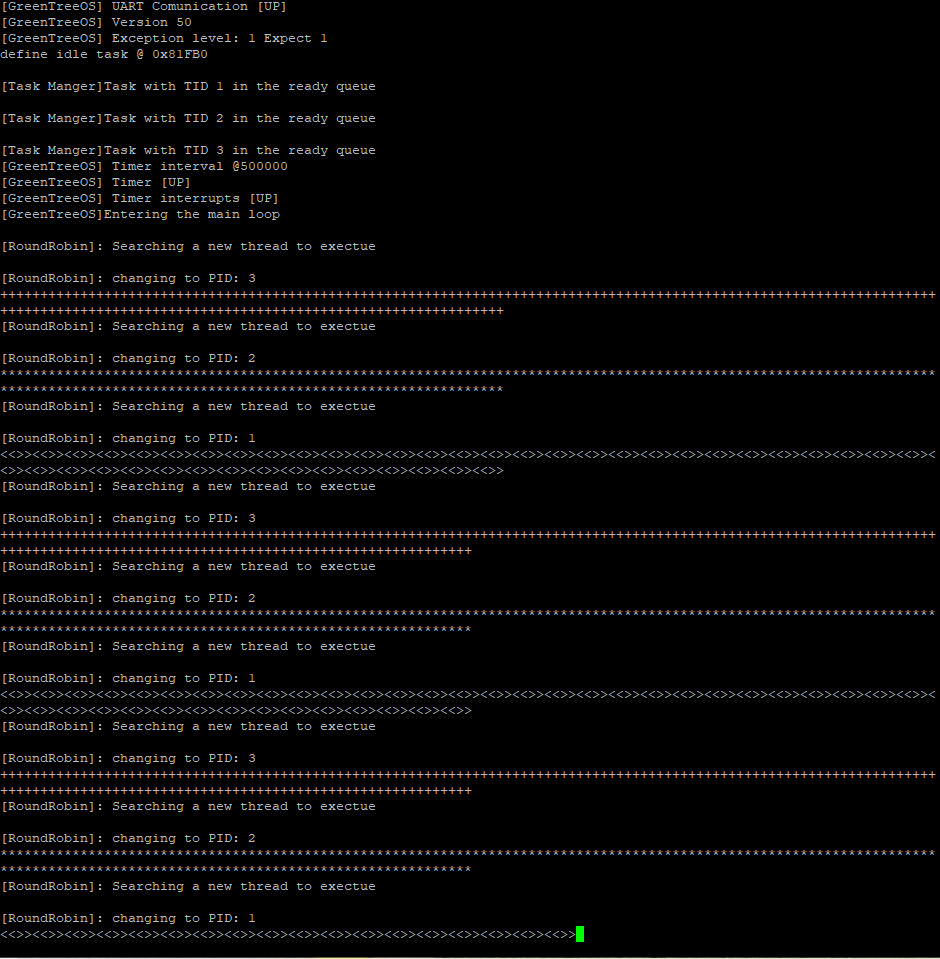 [GreenTreeOS] UART Comunication [UP]
[GreenTreeOS] Version 50
[GreenTreeOS] Exception level: 1 Expect 1
define idle task @ 0x81FB0
[Task Manger]Task with TID 1 in the ready queue
[Task Manger]Task with TID 2 in the ready queue
[Task Manger]Task with TID 3 in the ready queue
[GreenTreeOS] Timer interval @500000
[GreenTreeOS] Timer [UP]
[GreenTreeOS] Timer interrupts [UP]
[GreenTreeOS]Entering the main loop
[RoundRobin]: Searching a new thread to exectue
[RoundRobin]: changing to PID: 3
+++++++++++++++++++++++++++++++++++++++++++++++++++++++++++++++++++++++++++++++++++++++++++++++++++++++++++++++++++++
+++++++++++++++++++++++++++++++++++++++++++++++++++++++++++++++
[RoundRobin]: Searching a new thread to exectue
[RoundRobin]: changing to PID: 2
*********************************************************************************************************************
***************************************************************
[RoundRobin]: Searching a new thread to exectue
[RoundRobin]: changing to PID: 1
<<>><<>><<>><<>><<>><<>><<>><<>><<>><<>><<>><<>><<>><<>><<>><<>><<>><<>><<>><<>><<>><<>><<>><<>><<>><<>><<>><<>><<>><
<>><<>><<>><<>><<>><<>><<>><<>><<>><<>><<>><<>><<>><<>><<>><<>>
[RoundRobin]: Searching a new thread to exectue
[RoundRobin]: changing to PID: 3
+++++++++++++++++++++++++++++++++++++++++++++++++++++++++++++++++++++++++++++++++++++++++++++++++++++++++++++++++++++
+++++++++++++++++++++++++++++++++++++++++++++++++++++++++++
[RoundRobin]: Searching a new thread to exectue
[RoundRobin]: changing to PID: 2
*********************************************************************************************************************
***********************************************************
[RoundRobin]: Searching a new thread to exectue
[RoundRobin]: changing to PID: 1
<<>><<>><<>><<>><<>><<>><<>><<>><<>><<>><<>><<>><<>><<>><<>><<>><<>><<>><<>><<>><<>><<>><<>><<>><<>><<>><<>><<>><<>><
<>><<>><<>><<>><<>><<>><<>><<>><<>><<>><<>><<>><<>><<>><<>>
[RoundRobin]: Searching a new thread to exectue
[RoundRobin]: changing to PID: 3
+++++++++++++++++++++++++++++++++++++++++++++++++++++++++++++++++++++++++++++++++++++++++++++++++++++++++++++++++++++
+++++++++++++++++++++++++++++++++++++++++++++++++++++++++++
[RoundRobin]: Searching a new thread to exectue
[RoundRobin]: changing to PID: 2
*********************************************************************************************************************
***********************************************************
[RoundRobin]: Searching a new thread to exectue
[RoundRobin]: changing to PID: 1
<<>><<>><<>><<>><<>><<>><<>><<>><<>><<>><<>><<>><<>><<>><<>><<>><<>><<>>